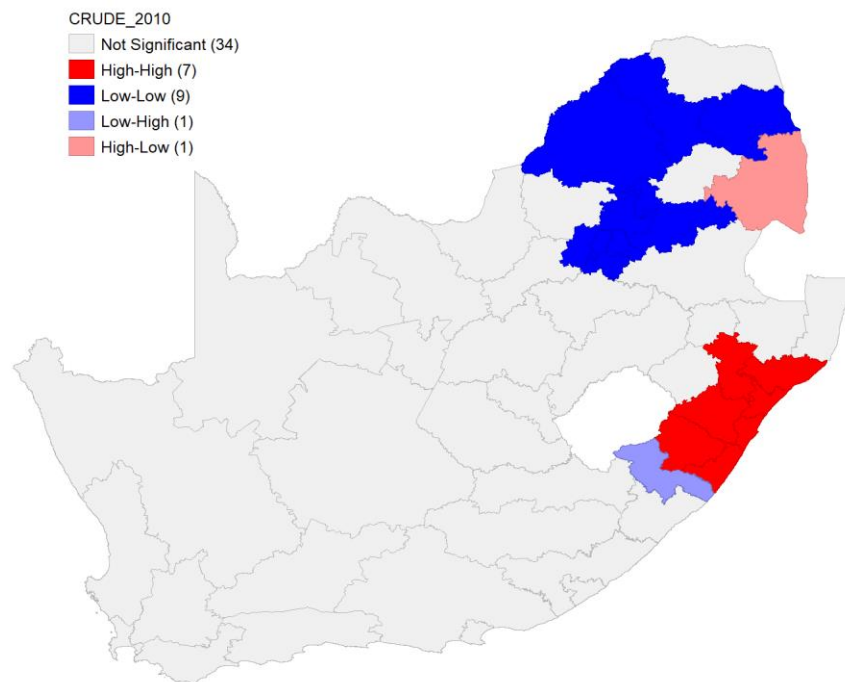 CRUDE_2010
Not Significant (34)
High-High (7)
Low-Low (9)
Low-High (1)
High-Low (1)